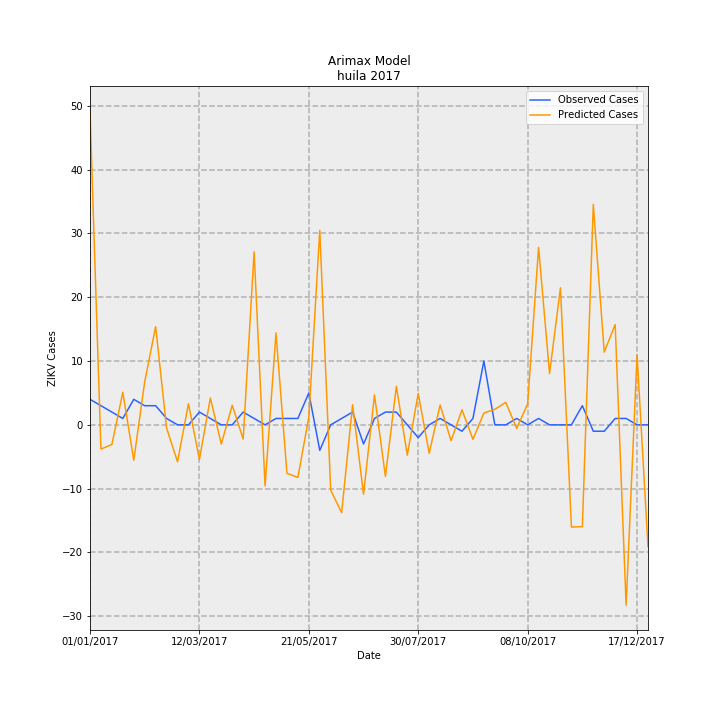 Arimax Model
huila 2017
Observed Cases
Predicted Cases
ZIKV Cases
50
40
30
20
10
0
−10
−20
−30
01/01/2017
12/03/2017
21/05/2017
30/07/2017
08/10/2017
17/12/2017
Date